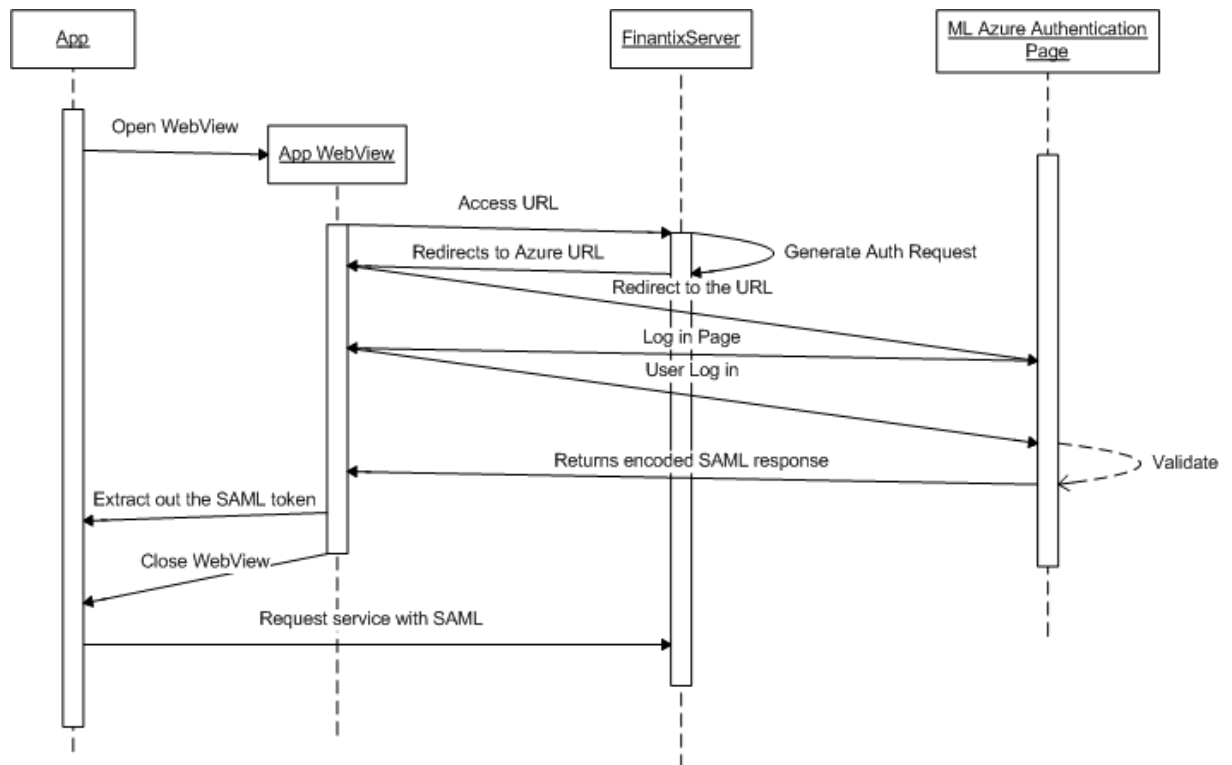 App
FinantixServer
ML Azure Authentication
Page
Open WebView
App WebView
Access URL
Redirects to Azure URL
Generate Auth Request
Redirect to the URL
Log in Page
User Log in
Returns encoded SAML response
Validate
Extract out the SAML token
Close WebView
Request service with SAML